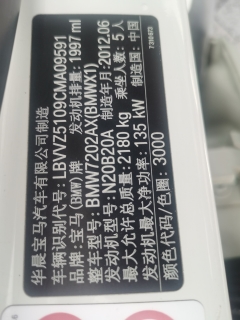 华晨宝马汽车有限公司制造
车辆识别代号: LBVVZ5109CMA09591
品牌: 宝马 (BMW) 牌 发动机排量: 1997 ml
整车型号: BMW7202AX(BMWX1)
发动机型号: N20B20A 制造年月: 2012.06
最大允许总质量: 2180 kg 乘坐人数: 5 人
发动机最大净功率: 135 kW 制造国: 中国
颜色代码/色圈: 3000